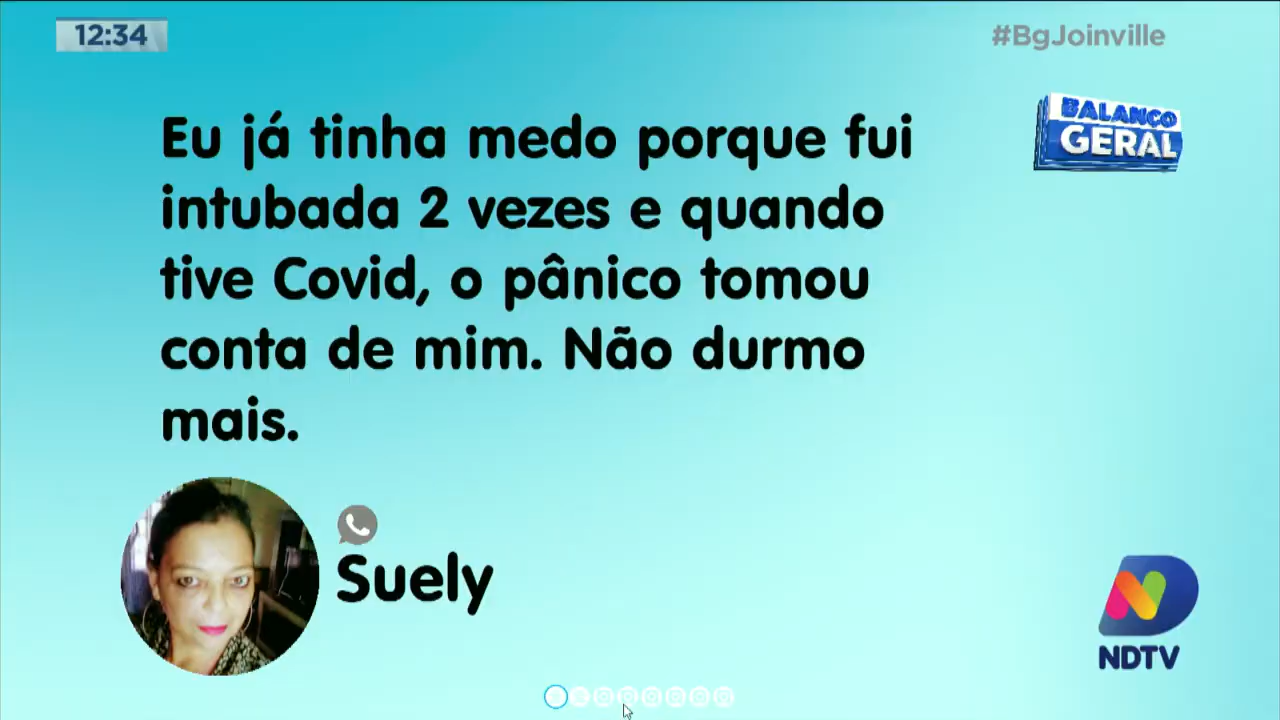 12:34
#BgJoinville
BALANÇO
GERAL
Eu já tinha medo porque fui
intubada 2 vezes e quando
tive Covid, o pânico tomou
conta de mim. Não durmo
mais.
Suely
NDTV